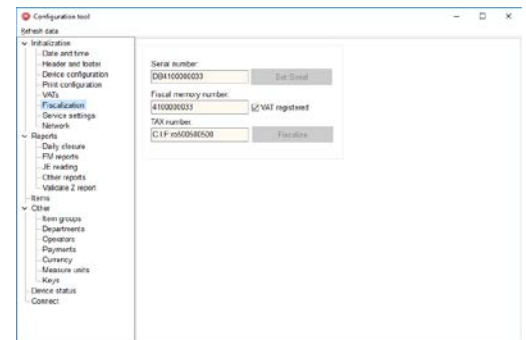 Configuration tool
Refresh data
Initialization
Date and time
Header and footer
Device configuration
Print configuration
VATs
Fiscalization
Service settings
Network
Reports
Daily closure
FM reports
JE reading
Other reports
Validate Z report
Items
Other
Item groups
Departments
Operators
Payments
Currency
Measure units
Keys
Device status
Connect
Serial number:
DB4100000033
Set Serial
Fiscal memory number:
4100000033
VAT registered
TAX number:
C.I.F. ro500500500
Fiscalize